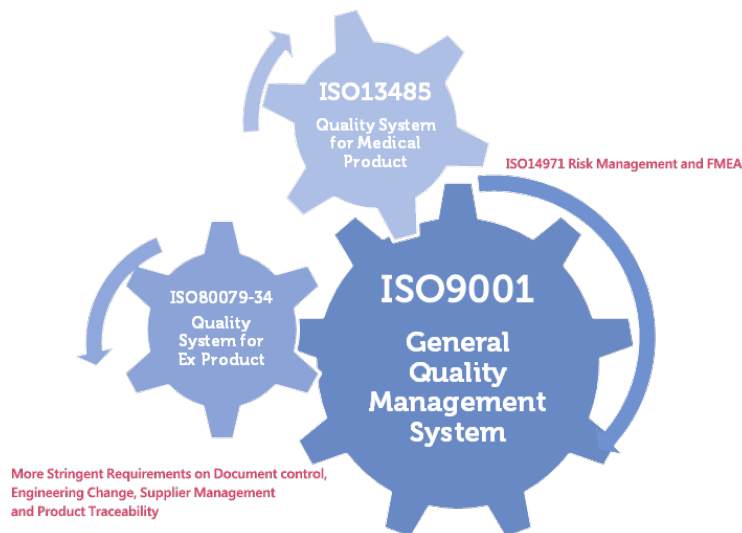 ISO13485
Quality System
for Medical
Product
ISO14971 Risk Management and FMEA
ISO9001
General
Quality
Management
System
ISO80079-34
Quality
System for
Ex Product
More Stringent Requirements on Document control,
Engineering Change, Supplier Management
and Product Traceability